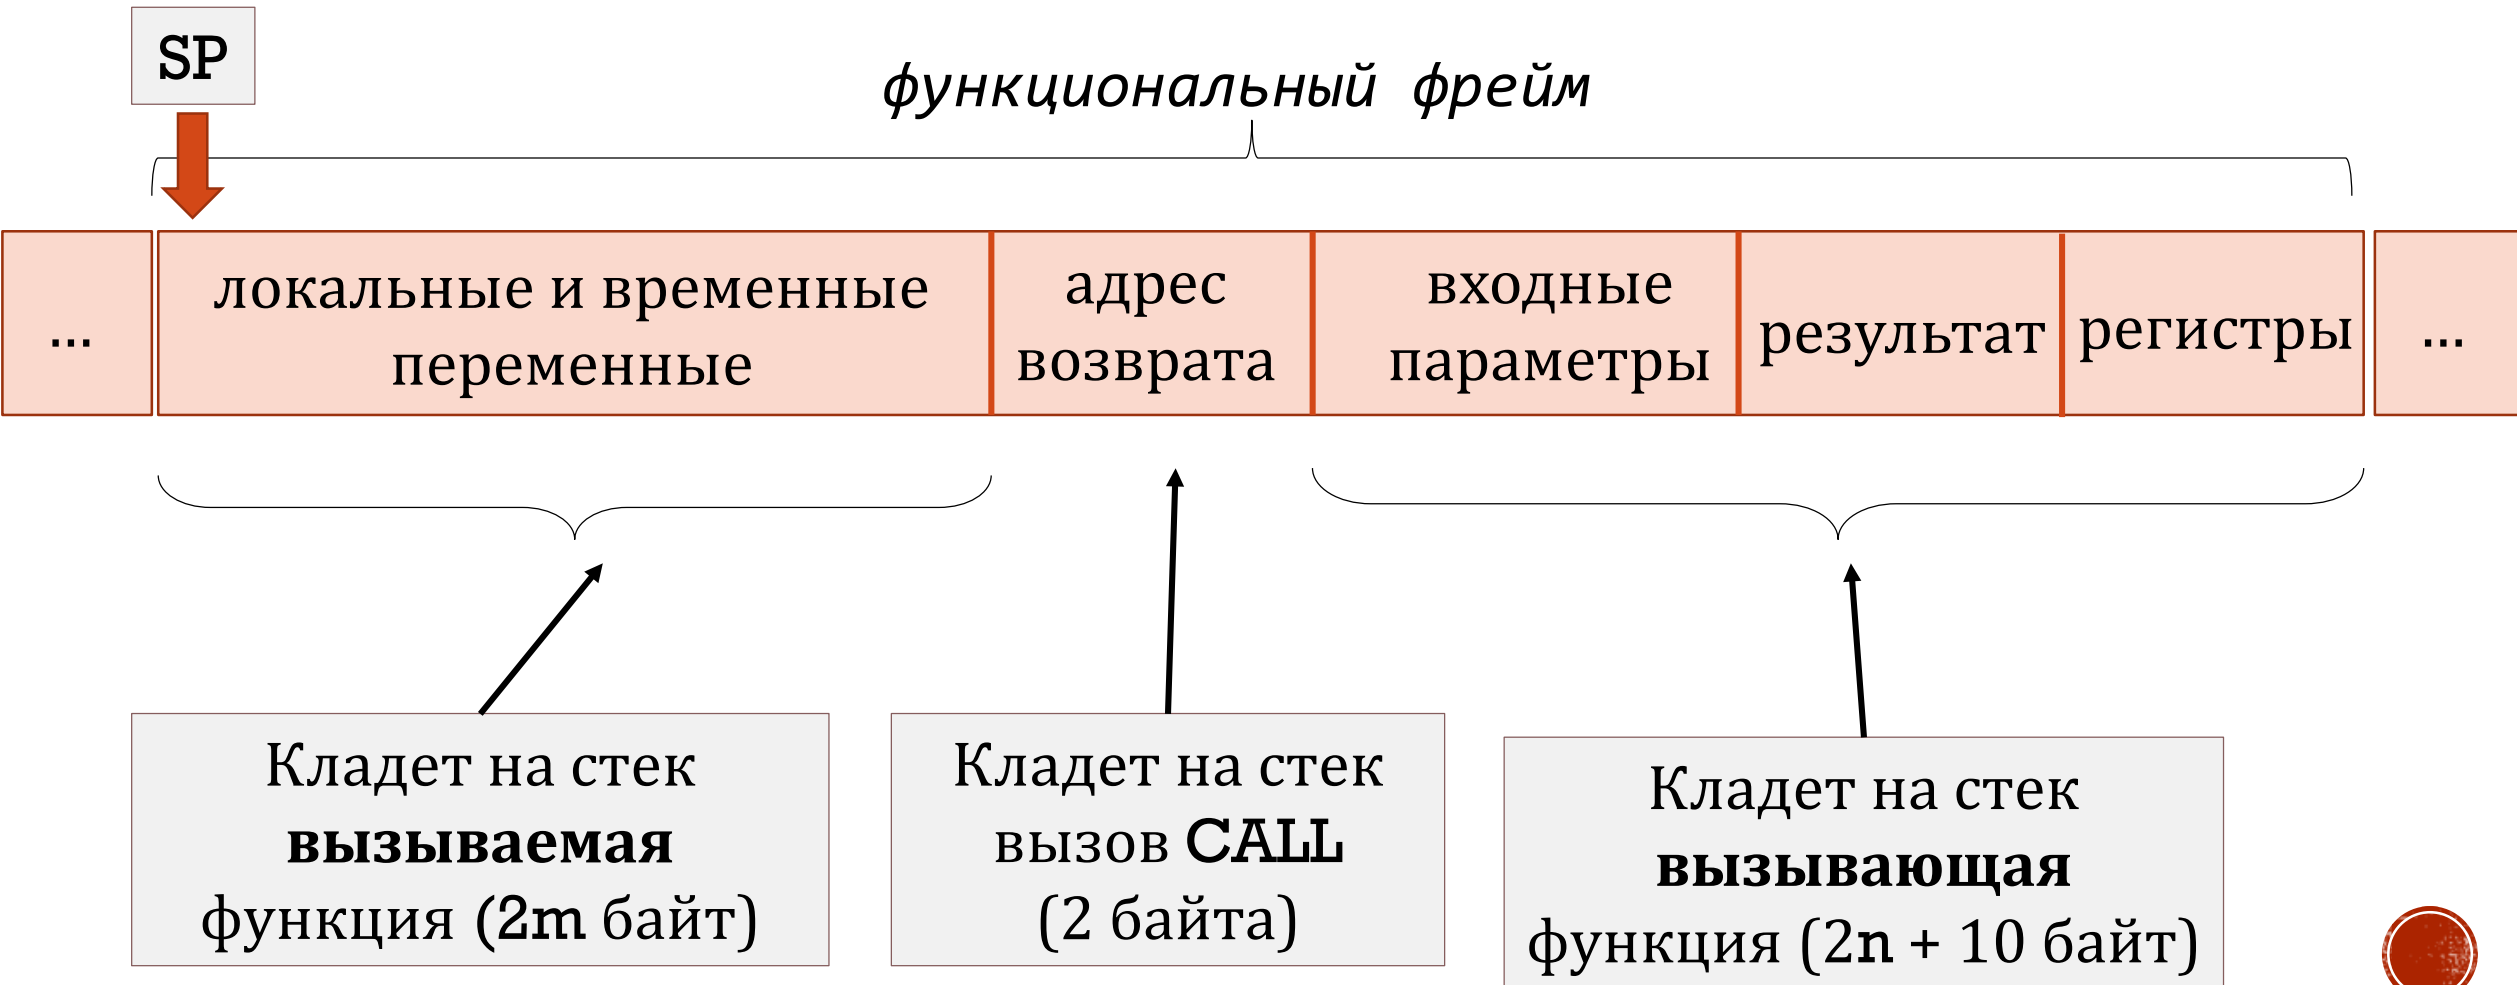 SP
функциональный фрейм
...
локальные и временные
переменные
адрес
возврата
входные
параметры
результат
регистры
...
Кладет на стек
вызываемая
функция (2m байт)
Кладет на стек
вызов CALL
(2 байта)
Кладет на стек
вызывающая
функция (2n + 10 байт)